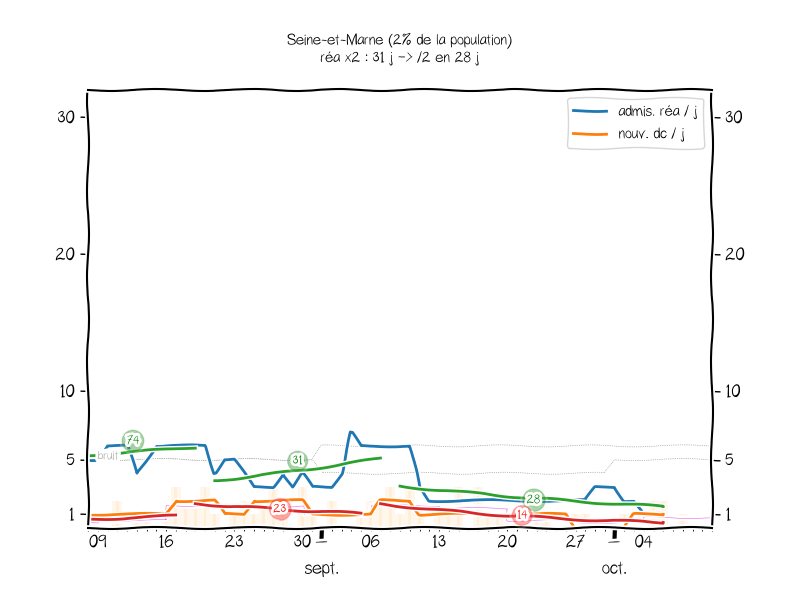 Seine-et-Marne (2% de la population)
réa x2 : 31 j -> /2 en 28 j
admis. réa / j
nouv. dc / j
30
30
20
20
10
10
5
5
1
1
bruit
74
31
23
28
14
09 16 23 30 06 13 20 27 04
sept. oct.